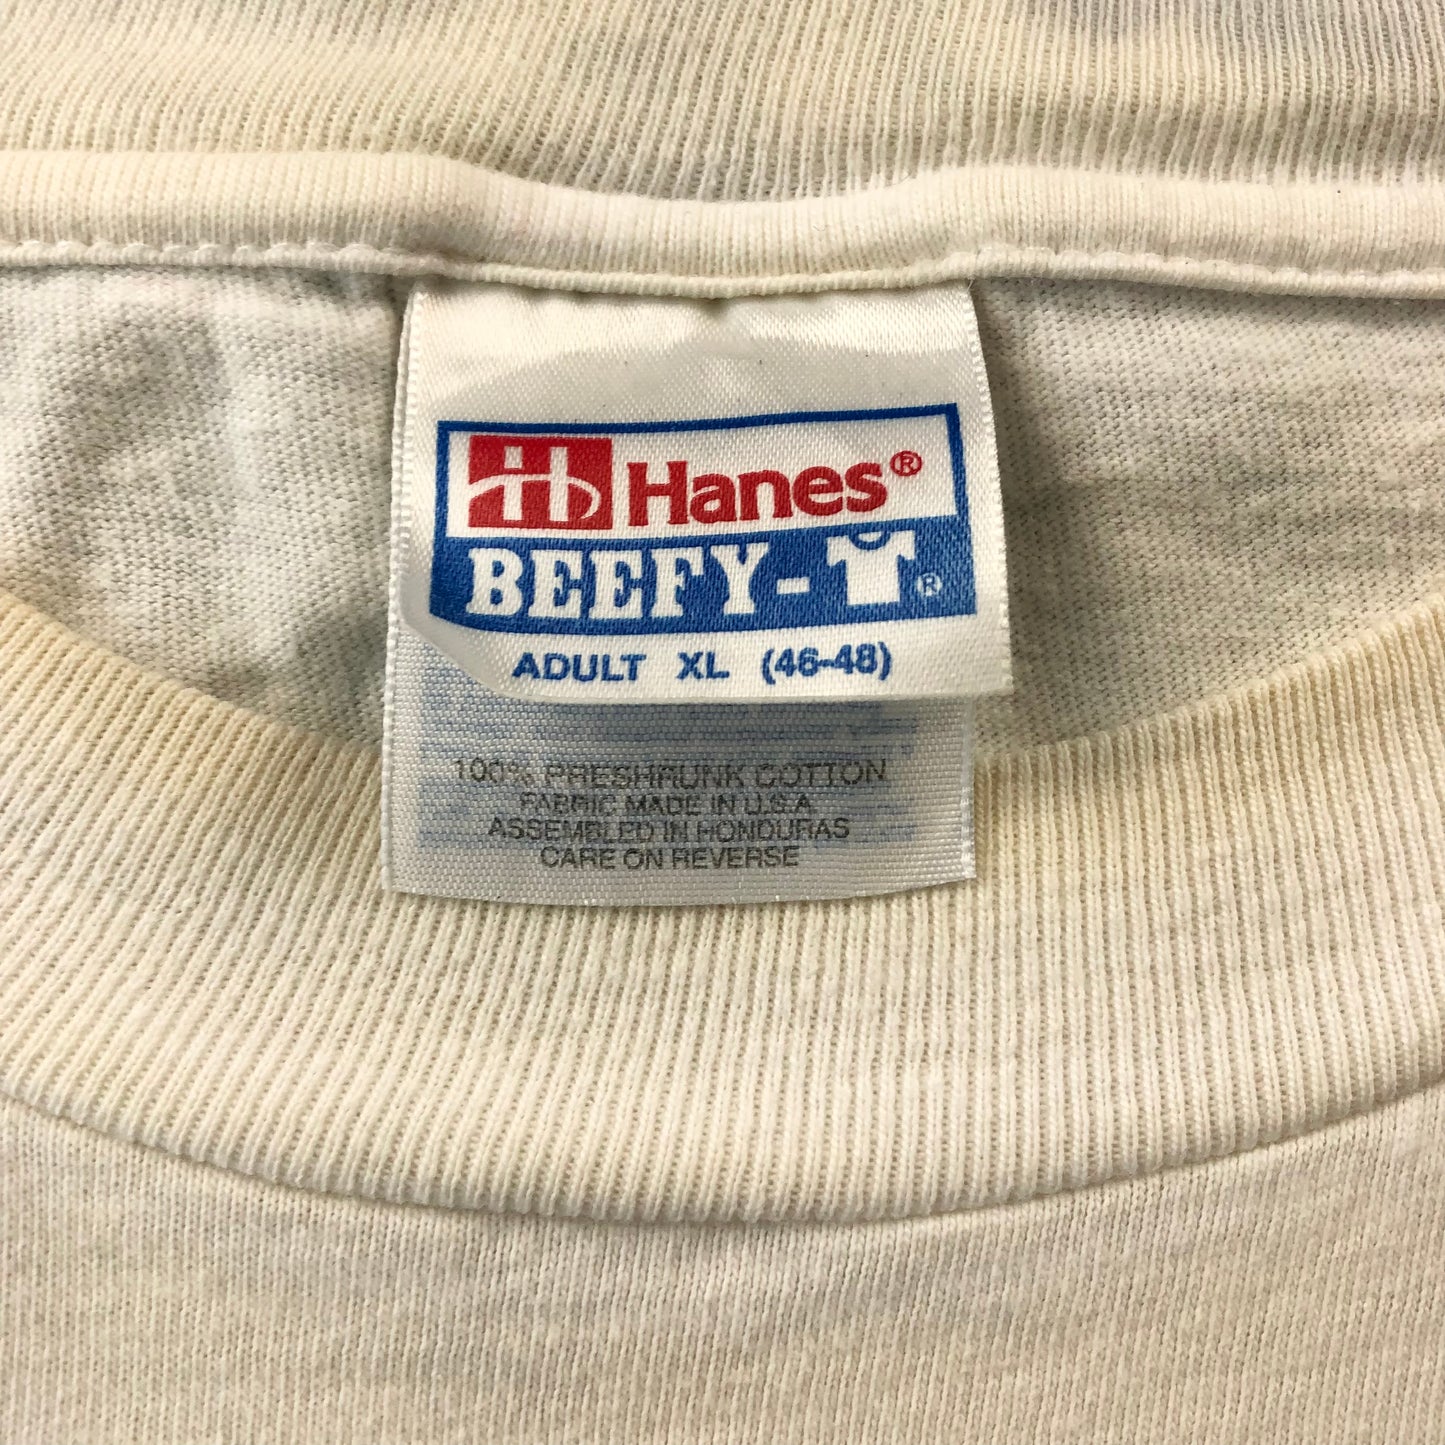 Hanes®
BEEFY-T®
ADULT XL (46-48)
100% PRESHRUNK COTTON
FABRIC MADE IN U.S.A.
ASSEMBLED IN HONDURAS
CARE ON REVERSE